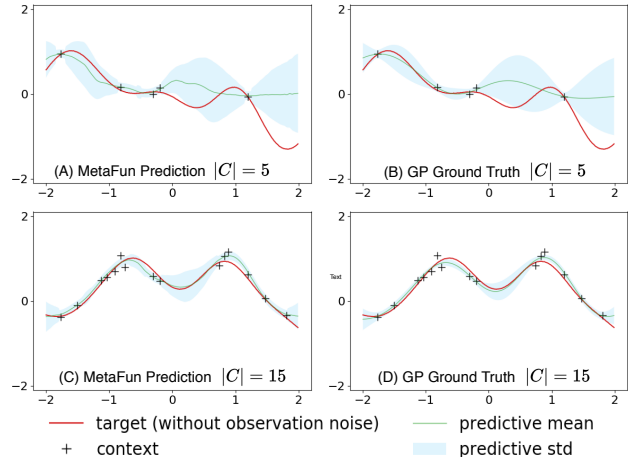 2
0
−2
−2 −1 0 1 2
(A) MetaFun Prediction |C| = 5
2
0
−2
−2 −1 0 1 2
(B) GP Ground Truth |C| = 5
2
0
−2
−2 −1 0 1 2
(C) MetaFun Prediction |C| = 15
Text
2
0
−2
−2 −1 0 1 2
(D) GP Ground Truth |C| = 15
target (without observation noise)
predictive mean
context
predictive std